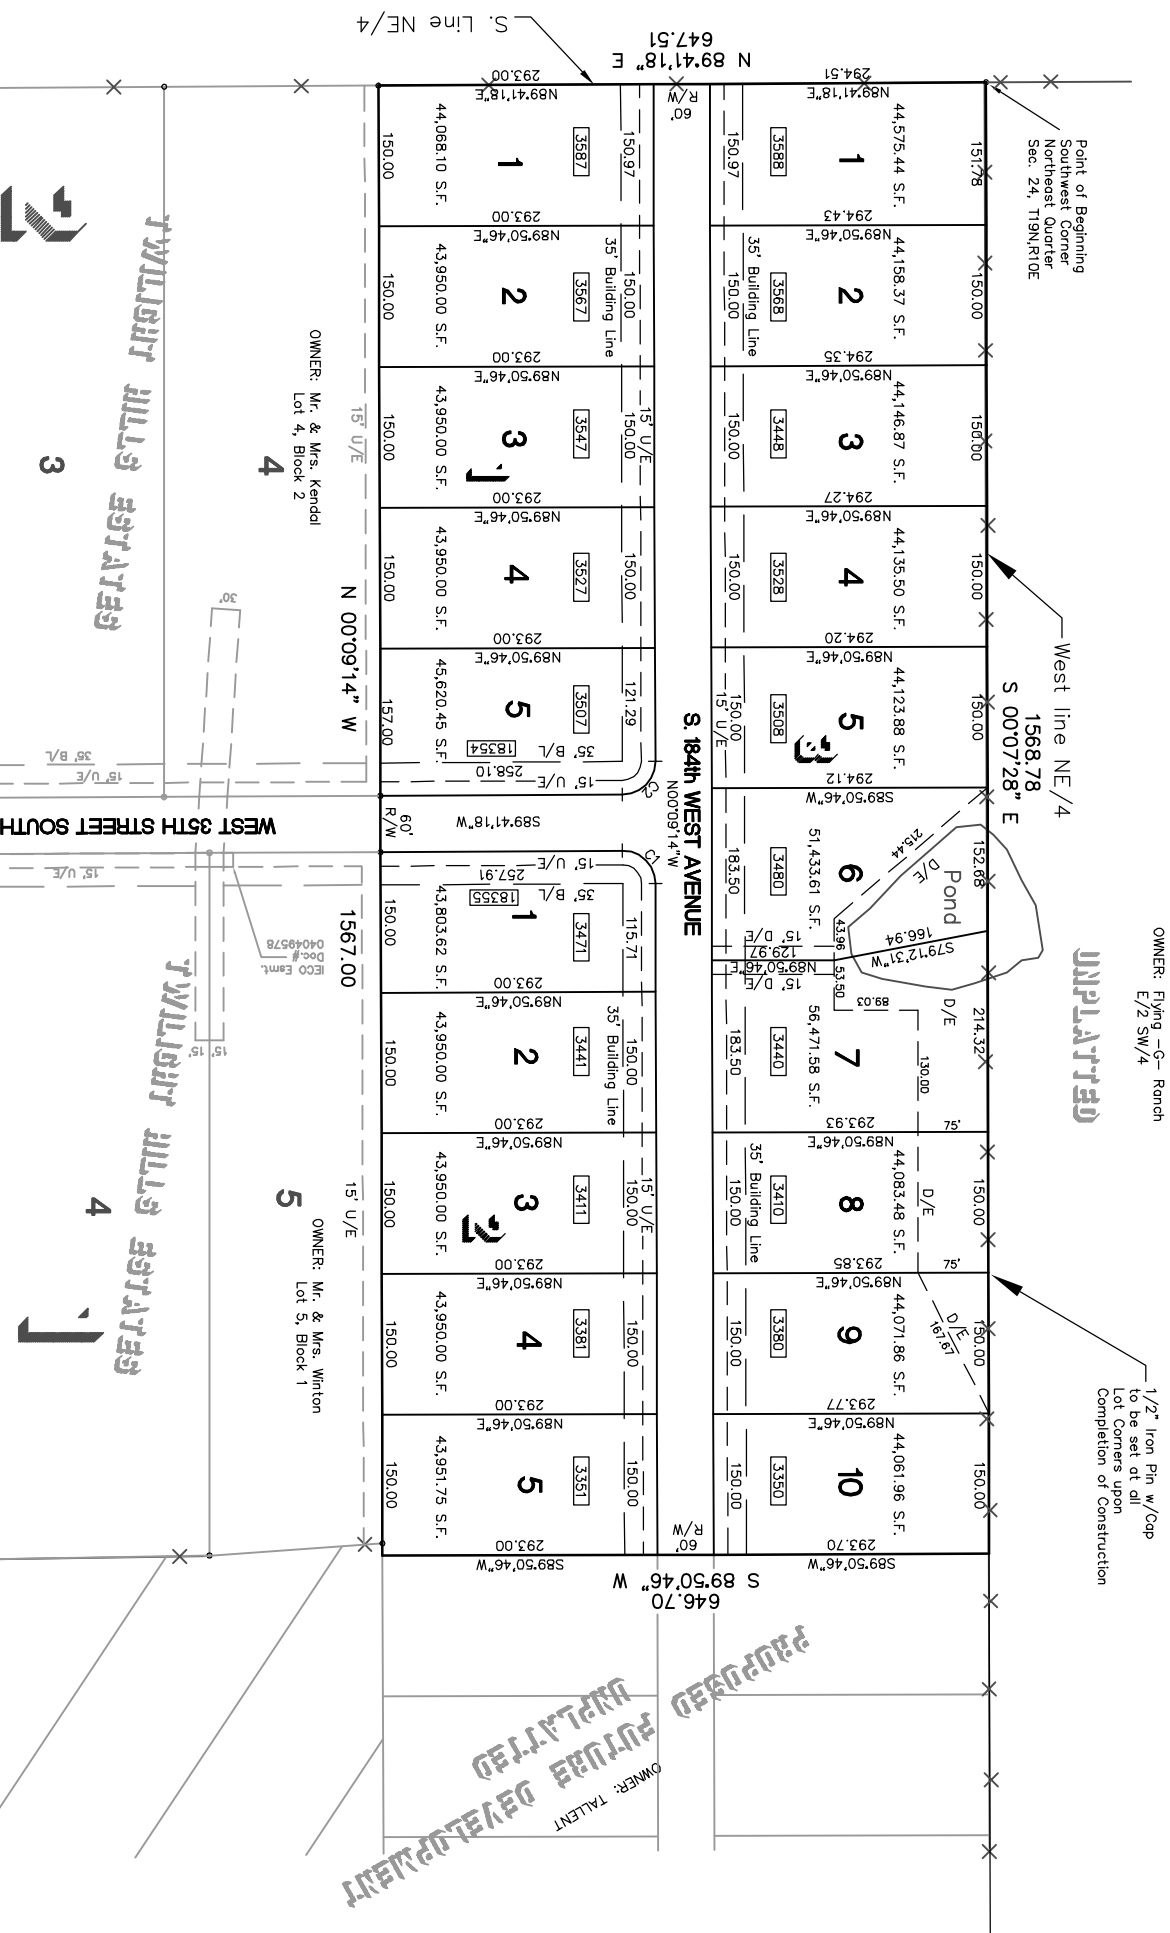 S. Line NE/4
N 89°41'18" E
647.51
293.00
N89°41'18"E
60'
R/W
294.51
N89°41'18"E
Point of Beginning
Southwest Corner
Northeast Quarter
Sec. 24, T19N,R10E
150.00
44,068.10 S.F.
1
3587
150.97
150.97
3588
1
44,575.44 S.F.
151.78
293.00
N89°50'46"E
294.43
N89°50'46"E
150.00
43,950.00 S.F.
2
3567
35' Building Line
150.00
150.00
35' Building Line
3568
2
44,158.37 S.F.
150.00
293.00
N89°50'46"E
294.35
N89°50'46"E
150.00
43,950.00 S.F.
3
1
3547
150.00
15' U/E
150.00
3448
3
44,146.87 S.F.
150.00
293.00
N89°50'46"E
294.27
N89°50'46"E
150.00
43,950.00 S.F.
4
3527
150.00
150.00
3528
4
44,135.50 S.F.
150.00
293.00
N89°50'46"E
294.20
N89°50'46"E
157.00
45,620.45 S.F.
5
3507
18354
121.29
35' B/L
258.10
15' U/E
C2
150.00
15' U/E
3508
5
3
44,123.88 S.F.
150.00
294.12
S89°50'46"W
West line NE/4
S 00°07'28" E
1568.78
S. 184th WEST AVENUE
N00°09'14"W
60'
R/W
S89°41'18"W
WEST 35TH STREET SOUTH
C1
15' U/E
257.91
35' B/L
18355
150.00
43,803.62 S.F.
1
3471
115.71
183.50
3480
6
51,433.61 S.F.
215.44
D/E
152.68
Pond
166.94
S79°12'31"W
43.96
53.50
15' D/E
129.97
N89°50'46"E
15' D/E
293.00
N89°50'46"E
150.00
43,950.00 S.F.
2
3441
35' Building Line
150.00
183.50
3440
7
56,471.58 S.F.
89.03
130.00
D/E
214.32
293.00
N89°50'46"E
293.93
N89°50'46"E
75'
150.00
43,950.00 S.F.
3
2
3411
150.00
15' U/E
150.00
35' Building Line
3410
8
44,083.48 S.F.
D/E
150.00
293.00
N89°50'46"E
293.85
N89°50'46"E
75'
150.00
43,950.00 S.F.
4
3381
150.00
150.00
3380
9
44,071.86 S.F.
D/E
167.67
150.00
293.00
N89°50'46"E
293.77
N89°50'46"E
150.00
43,951.75 S.F.
5
3351
150.00
150.00
3350
10
44,061.96 S.F.
150.00
293.00
S89°50'46"W
60'
R/W
293.70
S89°50'46"W
S 89°50'46" W
646.70
OWNER: Flying -G- Ranch
E/2 SW/4
UNPLATTED
1/2" Iron Pin w/Cap
to be set at all
Lot Corners upon
Completion of Construction
2
TWILIGHT HILLS ESTATES
3
4
OWNER: Mr. & Mrs. Kendal
Lot 4, Block 2
15' U/E
N 00°09'14" W
1567.00
30'
35' B/L
15' U/E
15' U/E
IECO Esmt.
Doc.#
04049578
15' 15'
TWILIGHT HILLS ESTATES
4
1
5
15' U/E
OWNER: Mr. & Mrs. Winton
Lot 5, Block 1
PROPOSED FUTURE DEVELOPMENT
UNPLATTED
OWNER: TALLENT